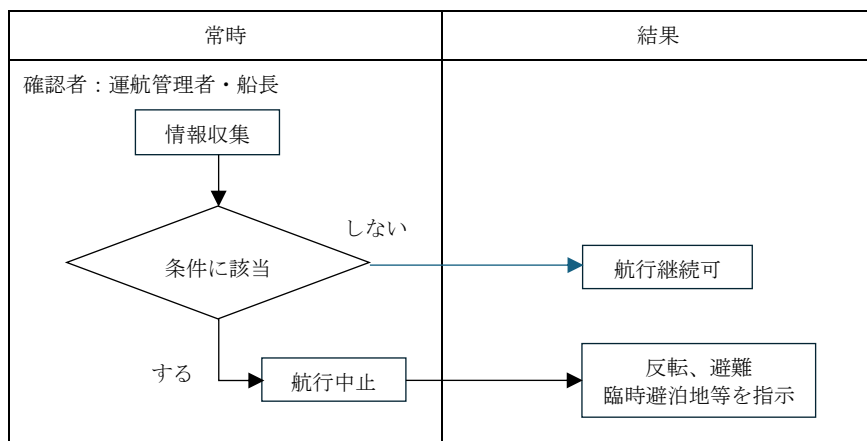 常時
結果
確認者：運航管理者・船長
情報収集
しない
条件に該当
航行継続可
する
航行中止
反転、避難
臨時避泊地等を指示